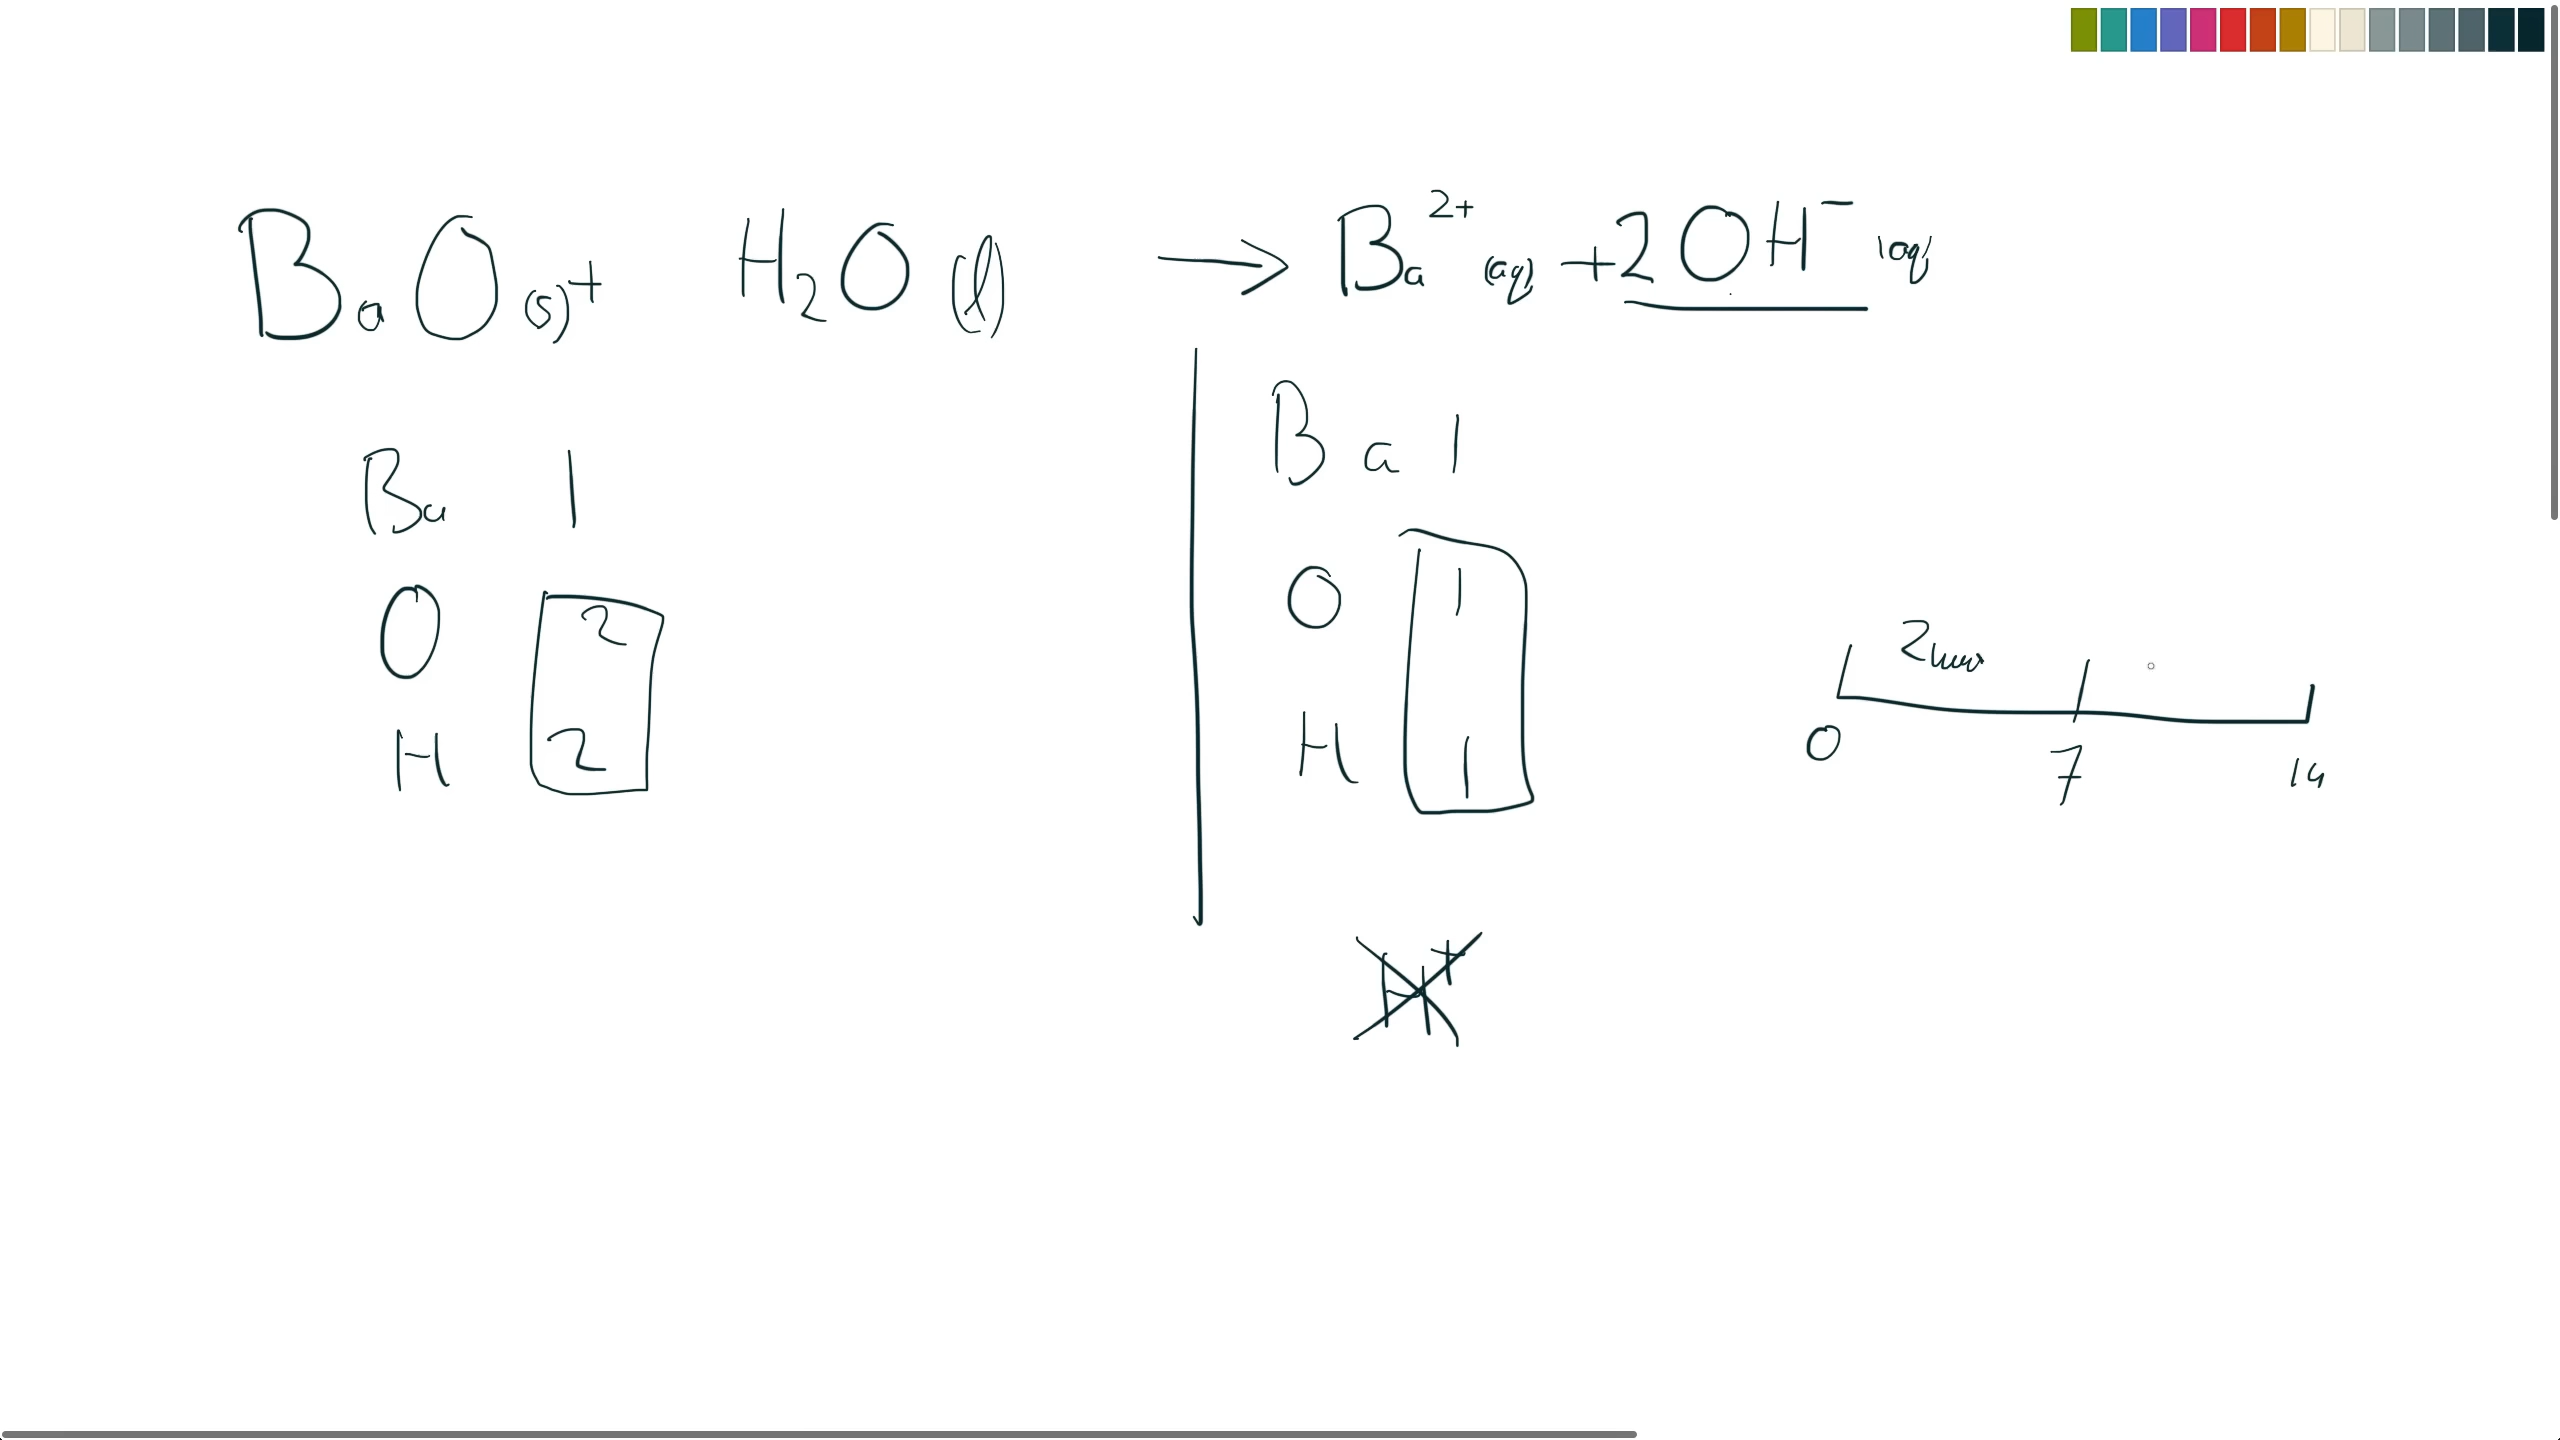 BaO(s) + H₂O(l) → Ba²⁺(aq) + 2OH⁻(aq)
Ba 1
O 2
H 2
Ba 1
O 1
H 1
H⁺
0 7 14